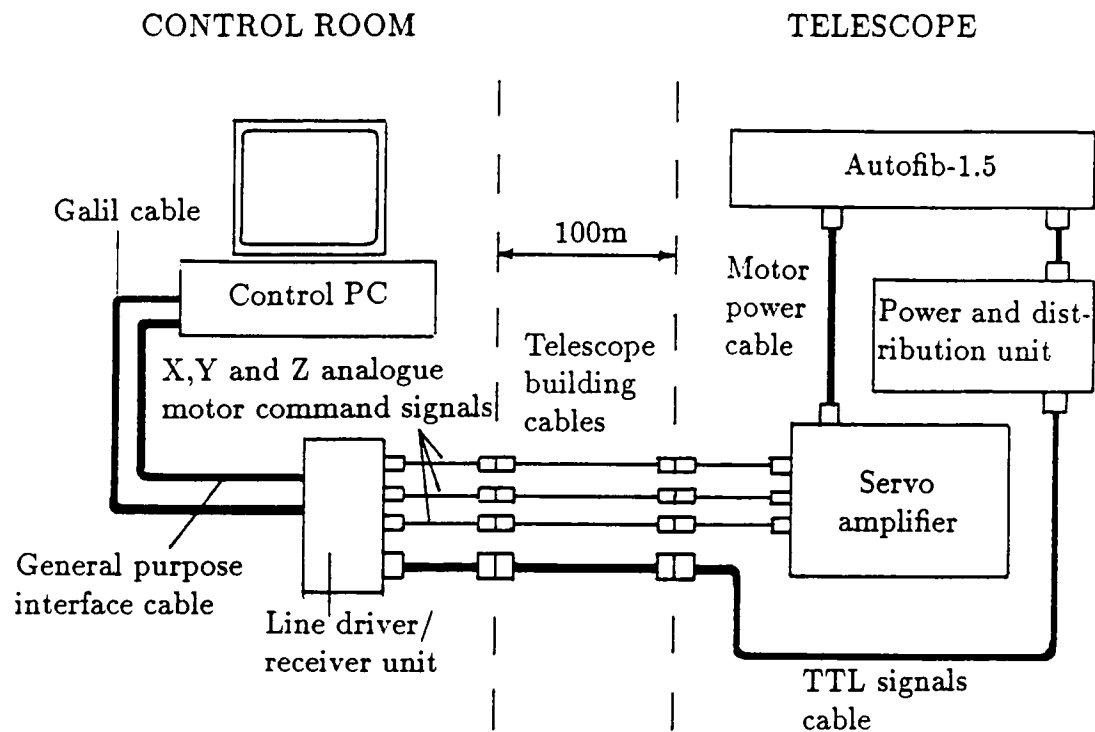 CONTROL ROOM
TELESCOPE
Autofib-1.5
Galil cable
100m
Control PC
Motor
power
cable
Power and dist-
ribution unit
X,Y and Z analogue
motor command signals
Telescope
building
cables
Servo
amplifier
General purpose
interface cable
Line driver/
receiver unit
TTL signals
cable